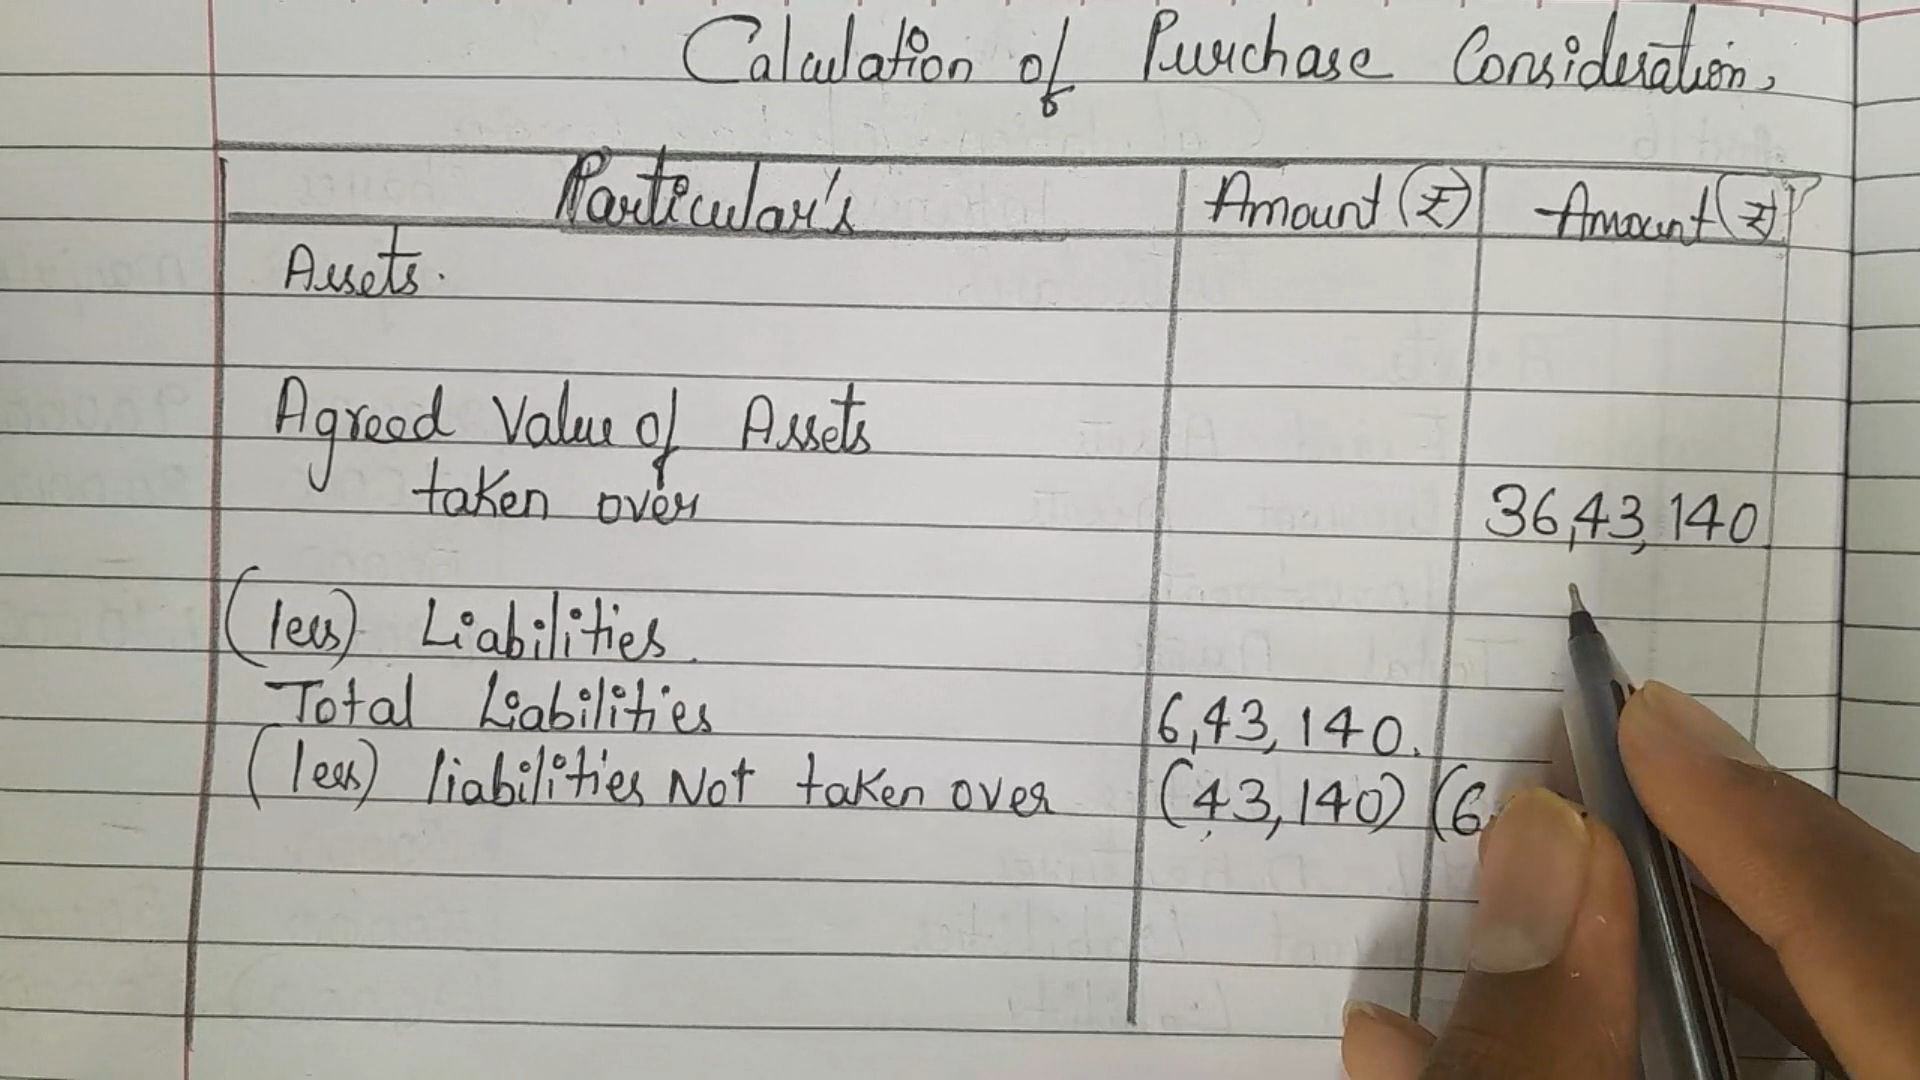 Calculation of Purchase Consideration,
Particular's Amount (₹) Amount (₹)
Assets.
Agreed Value of Assets
taken over 36,43,140
(less) Liabilities
Total Liabilities 6,43,140.
(less) liabilities Not taken over (43,140) (6,